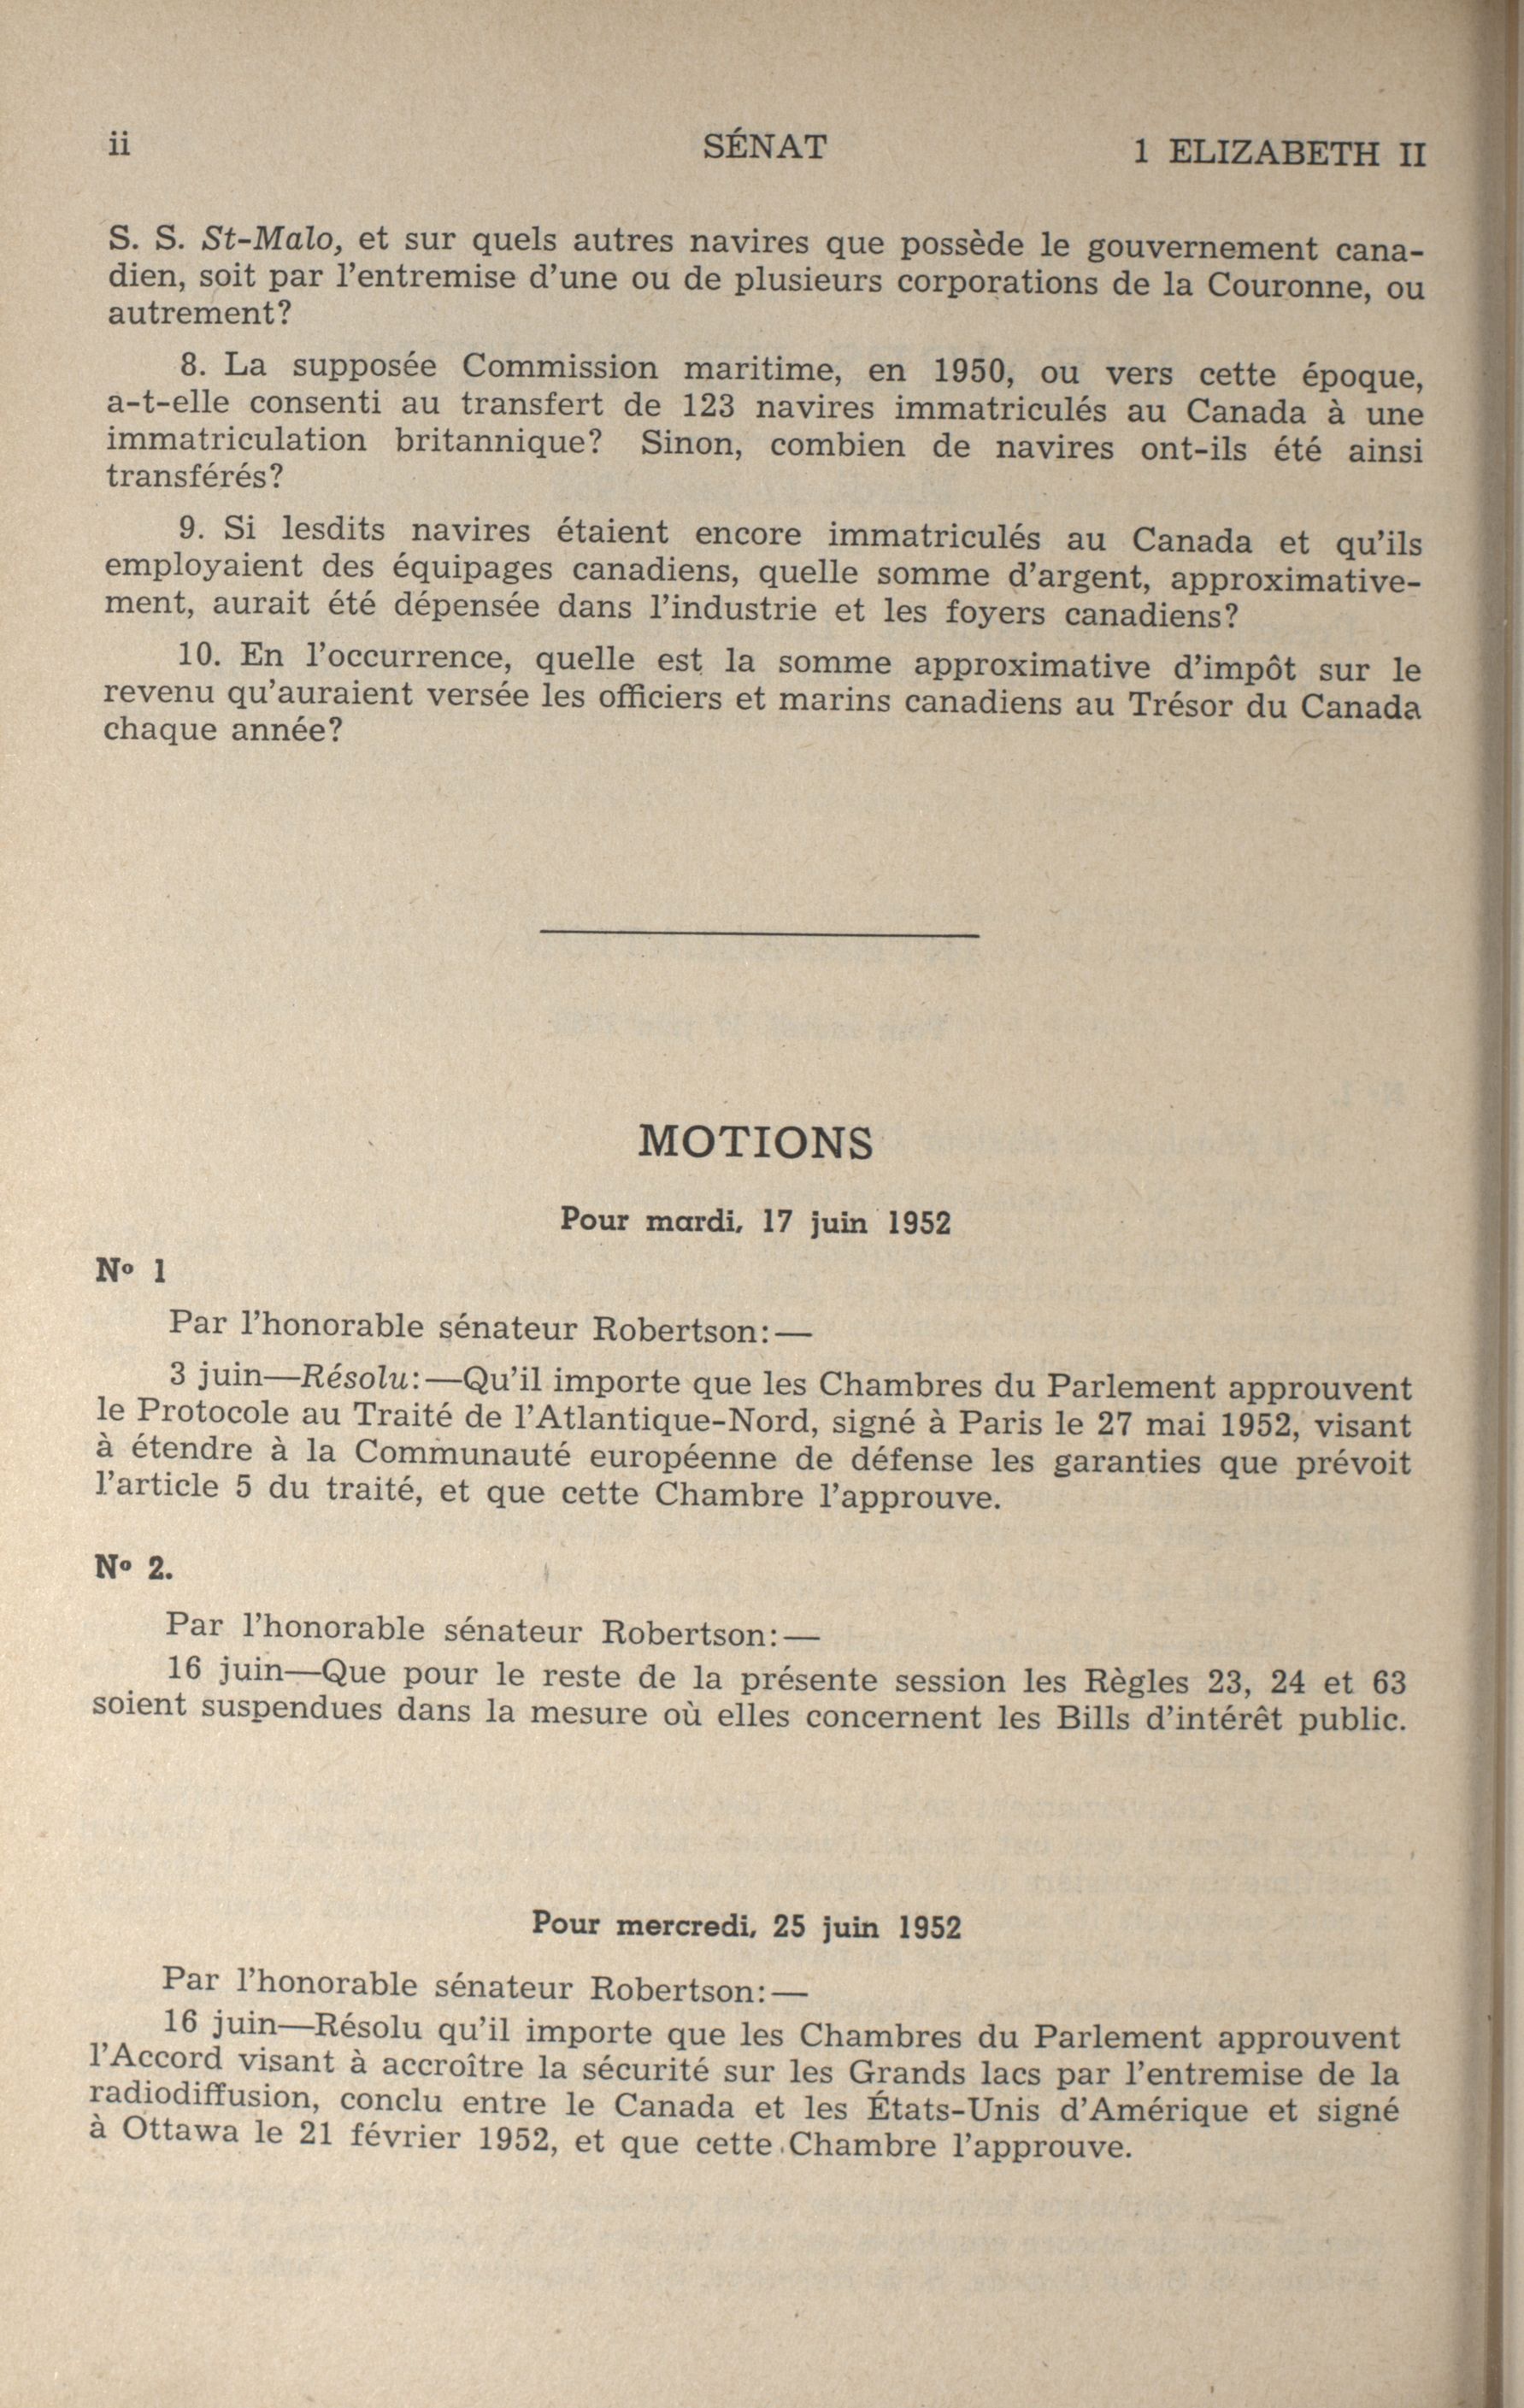 ii SÉNAT 1 ELIZABETH II
S. S. St-Malo, et sur quels autres navires que possède le gouvernement cana-
dien, soit par l'entremise d'une ou de plusieurs corporations de la Couronne, ou
autrement?
8. La supposée Commission maritime, en 1950, ou vers cette époque,
a-t-elle consenti au transfert de 123 navires immatriculés au Canada à une
immatriculation britannique? Sinon, combien de navires ont-ils été ainsi
transférés?
9. Si lesdits navires étaient encore immatriculés au Canada et qu'ils
employaient des équipages canadiens, quelle somme d'argent, approximative-
ment, aurait été dépensée dans l'industrie et les foyers canadiens?
10. En l'occurrence, quelle est la somme approximative d'impôt sur le
revenu qu'auraient versée les officiers et marins canadiens au Trésor du Canada
chaque année?
MOTIONS
Pour mardi, 17 juin 1952
Nº 1
Par l'honorable sénateur Robertson:—
3 juin—Résolu:—Qu'il importe que les Chambres du Parlement approuvent
le Protocole au Traité de l'Atlantique-Nord, signé à Paris le 27 mai 1952, visant
à étendre à la Communauté européenne de défense les garanties que prévoit
l'article 5 du traité, et que cette Chambre l'approuve.
Nº 2.
Par l'honorable sénateur Robertson:—
16 juin—Que pour le reste de la présente session les Règles 23, 24 et 63
soient suspendues dans la mesure où elles concernent les Bills d'intérêt public.
Pour mercredi, 25 juin 1952
Par l'honorable sénateur Robertson:—
16 juin—Résolu qu'il importe que les Chambres du Parlement approuvent
l'Accord visant à accroître la sécurité sur les Grands lacs par l'entremise de la
radiodiffusion, conclu entre le Canada et les États-Unis d'Amérique et signé
à Ottawa le 21 février 1952, et que cette Chambre l'approuve.